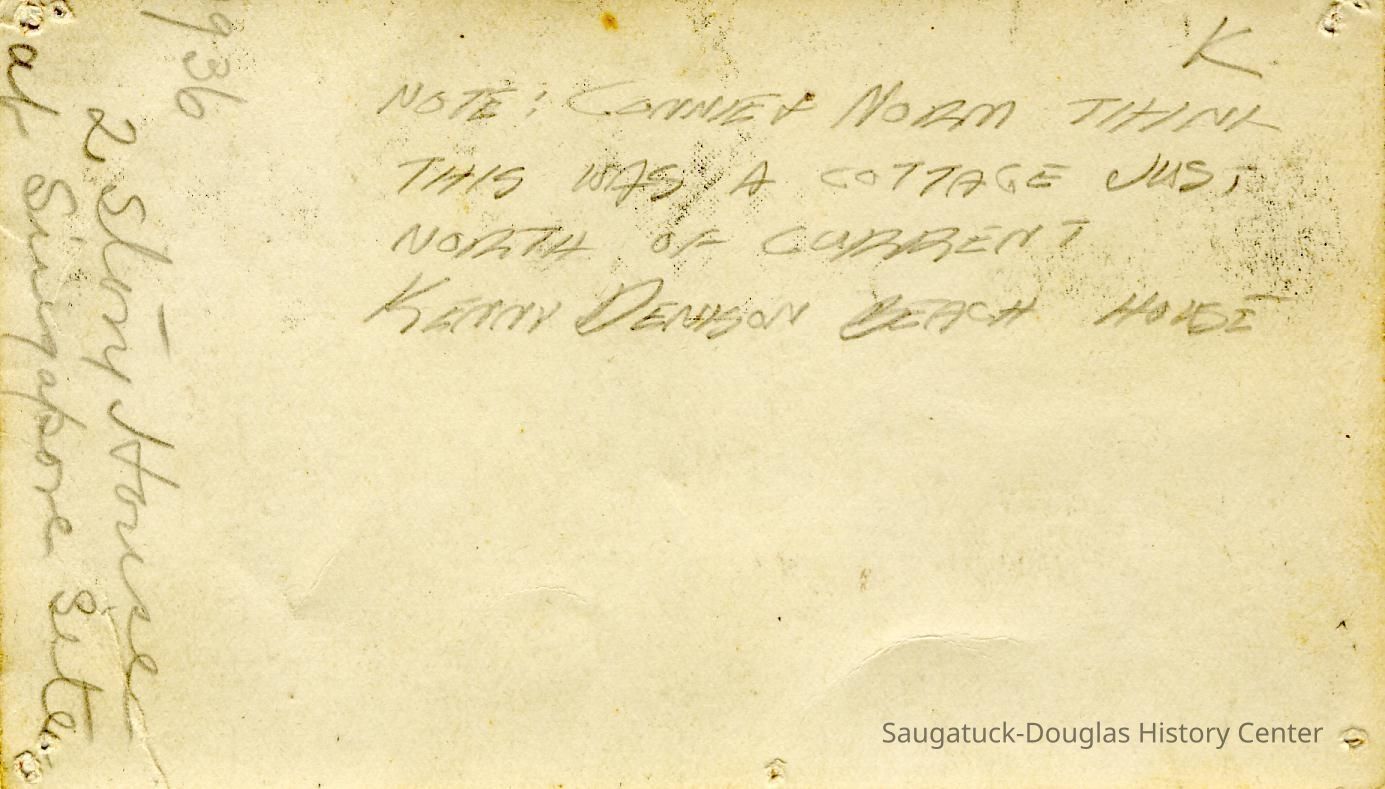 K
NOTE: CONNIE & NORM THINK
THIS WAS A COTTAGE JUST
NORTH OF CURRENT
DENISON BEACH HOUSE
1936
2 Story House
at Singapore Site
Saugatuck-Douglas History Center